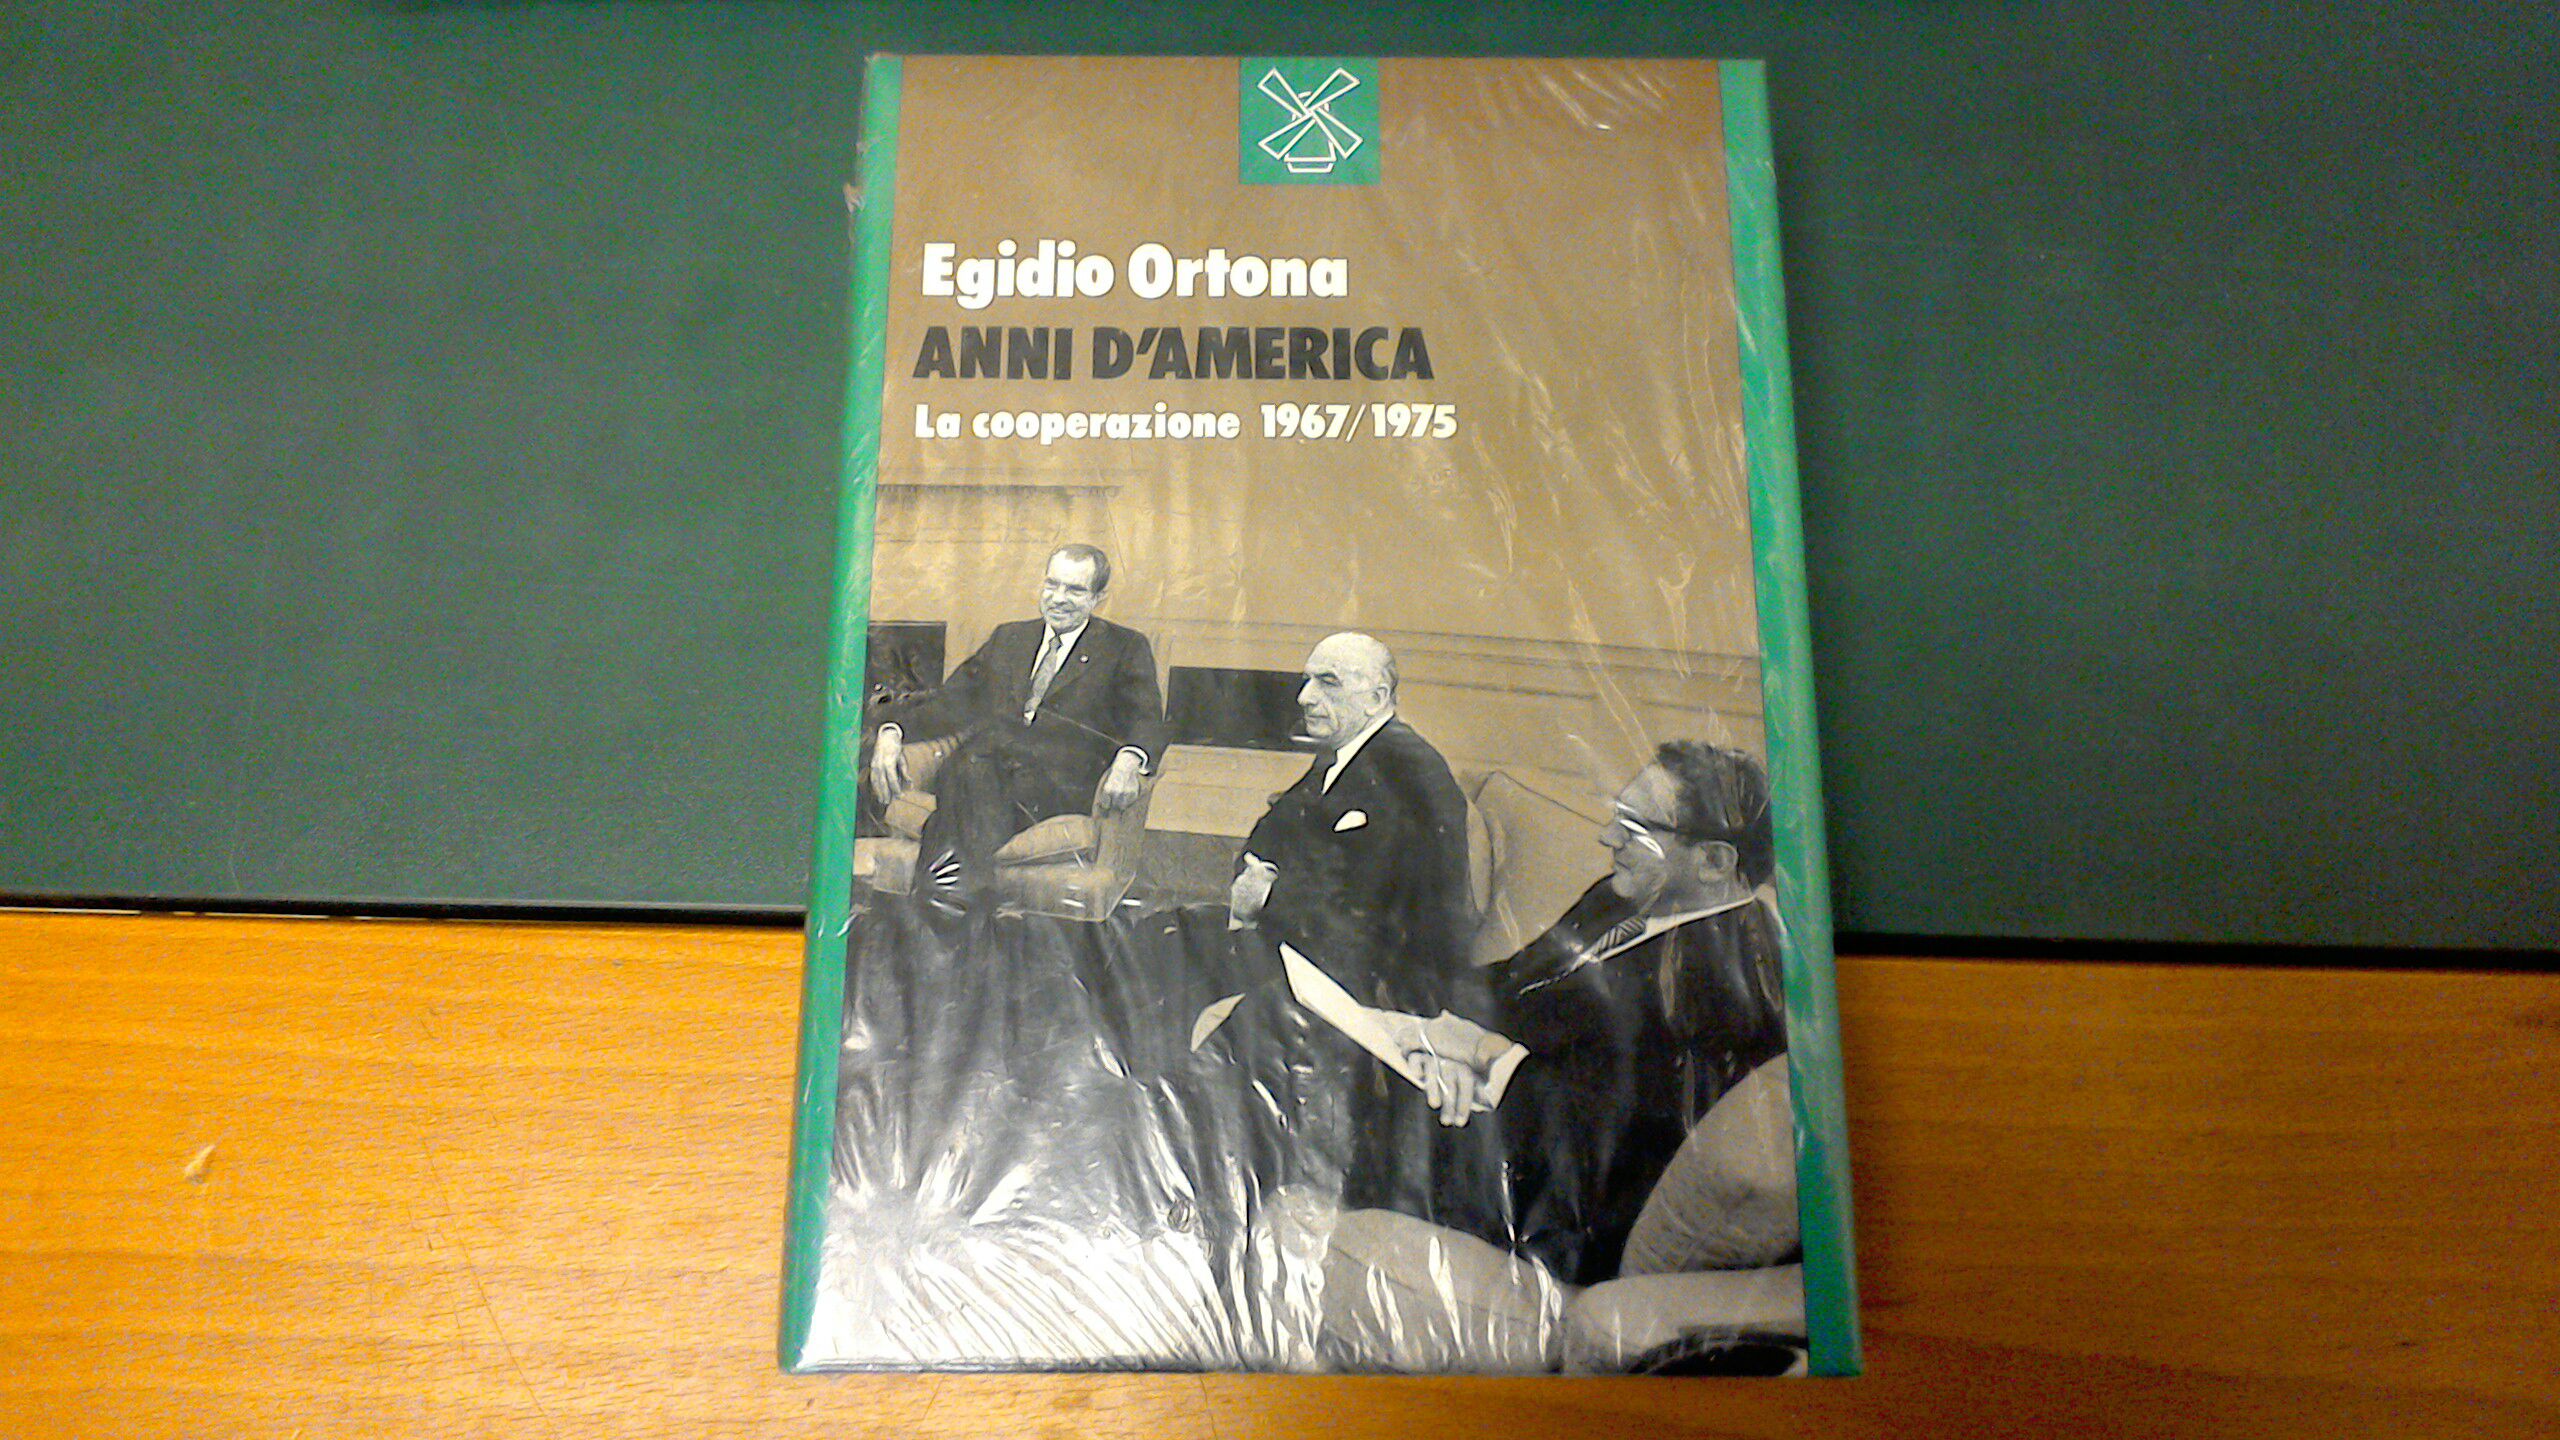 Egidio Ortona
ANNI D'AMERICA
La cooperazione 1967/1975